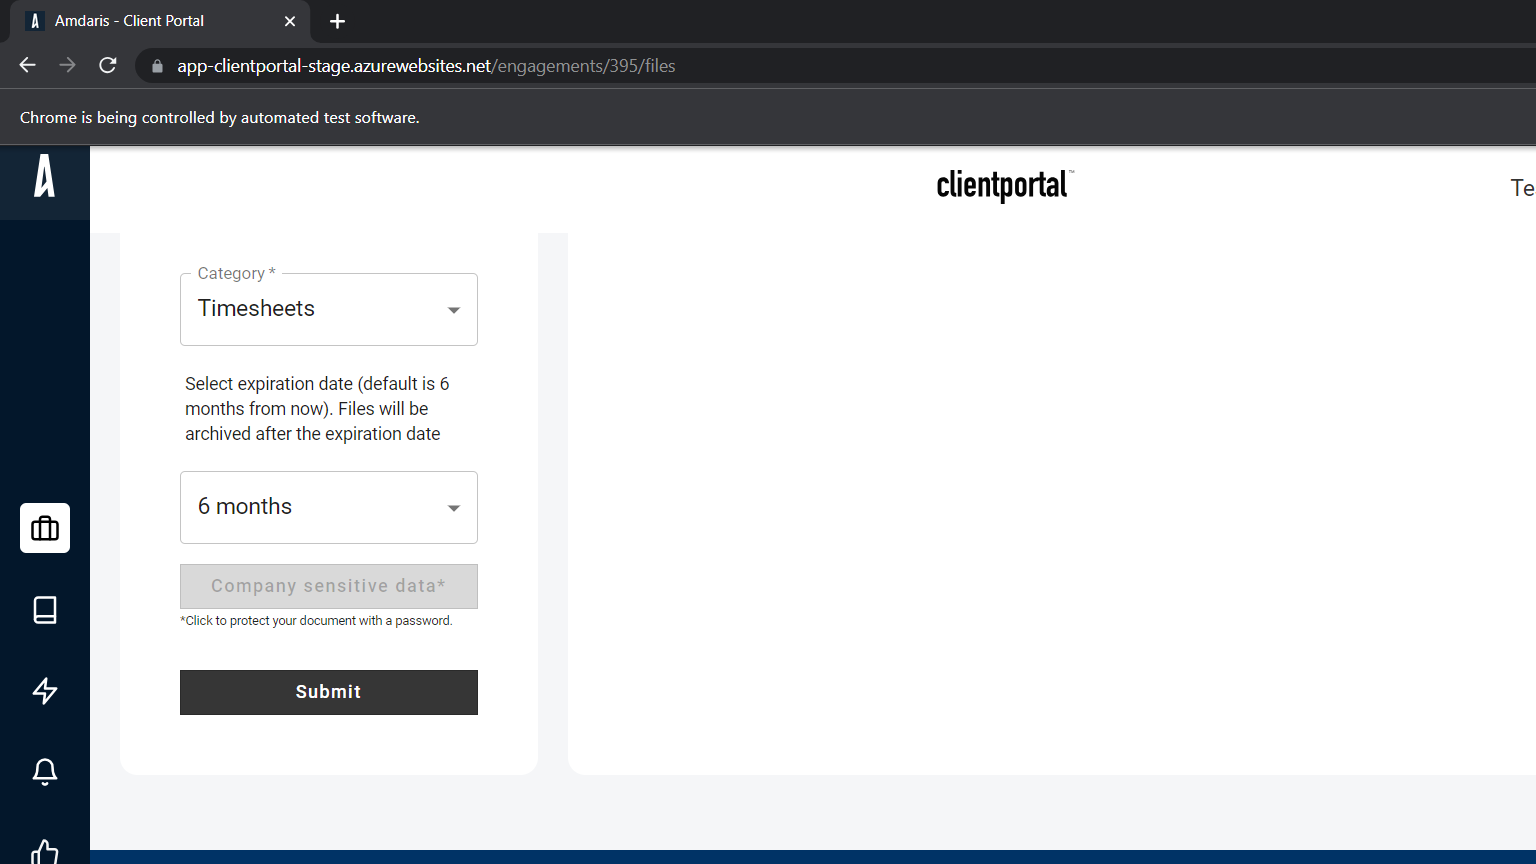 Amdaris - Client Portal
app-clientportal-stage.azurewebsites.net/engagements/395/files
Chrome is being controlled by automated test software.
clientportal™
Te
Category *
Timesheets
Select expiration date (default is 6
months from now). Files will be
archived after the expiration date
6 months
Company sensitive data*
*Click to protect your document with a password.
Submit